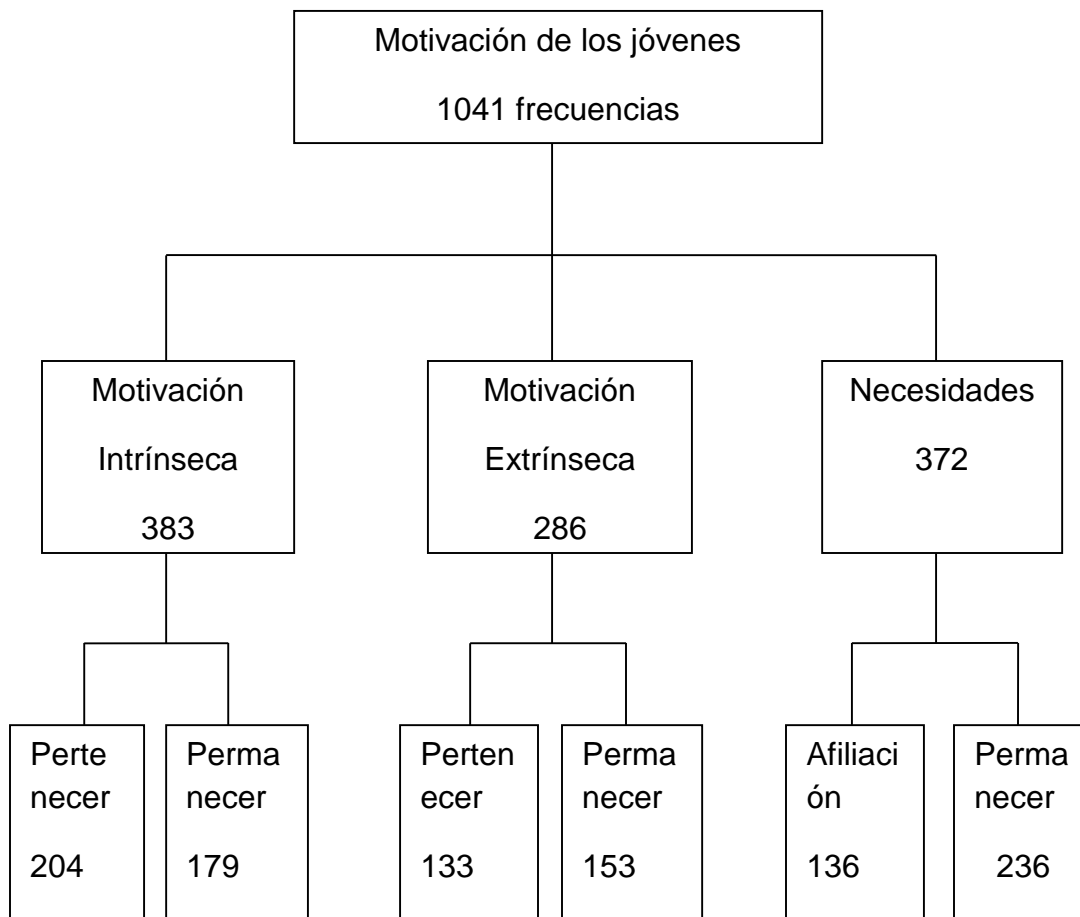 Motivación de los jóvenes
1041 frecuencias
Motivación
Intrínseca
383
Motivación
Extrínseca
286
Necesidades
372
Perte
necer
204
Perma
necer
179
Perten
ecer
133
Perma
necer
153
Afiliaci
ón
136
Perma
necer
236